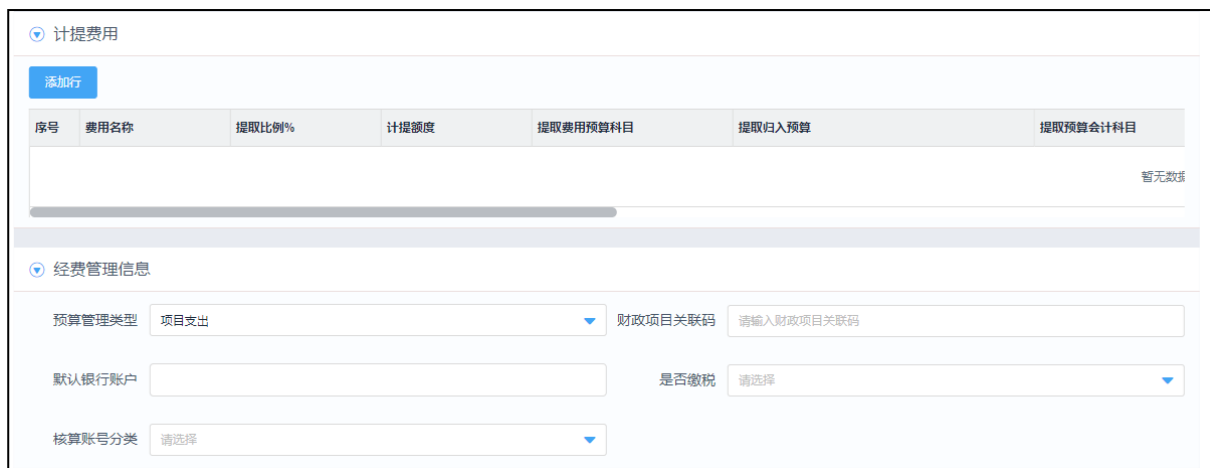 计提费用
添加行
序号 费用名称 提取比例% 计提额度 提取费用预算科目 提取归入预算 提取预算会计科目
暂无数据
经费管理信息
预算管理类型 项目支出 财政项目关联码 请输入财政项目关联码
默认银行账户 是否缴税 请选择
核算账号分类 请选择